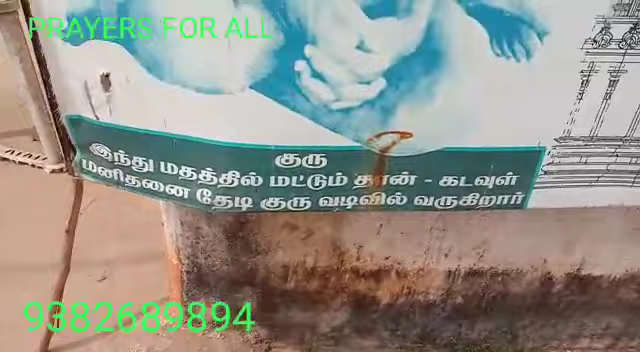 PRAYERS FOR ALL
குரு
இந்து மதத்தில் மட்டும் தான் - கடவுள்
மனிதனை தேடி குரு வடிவில் வருகிறார்
9382689894